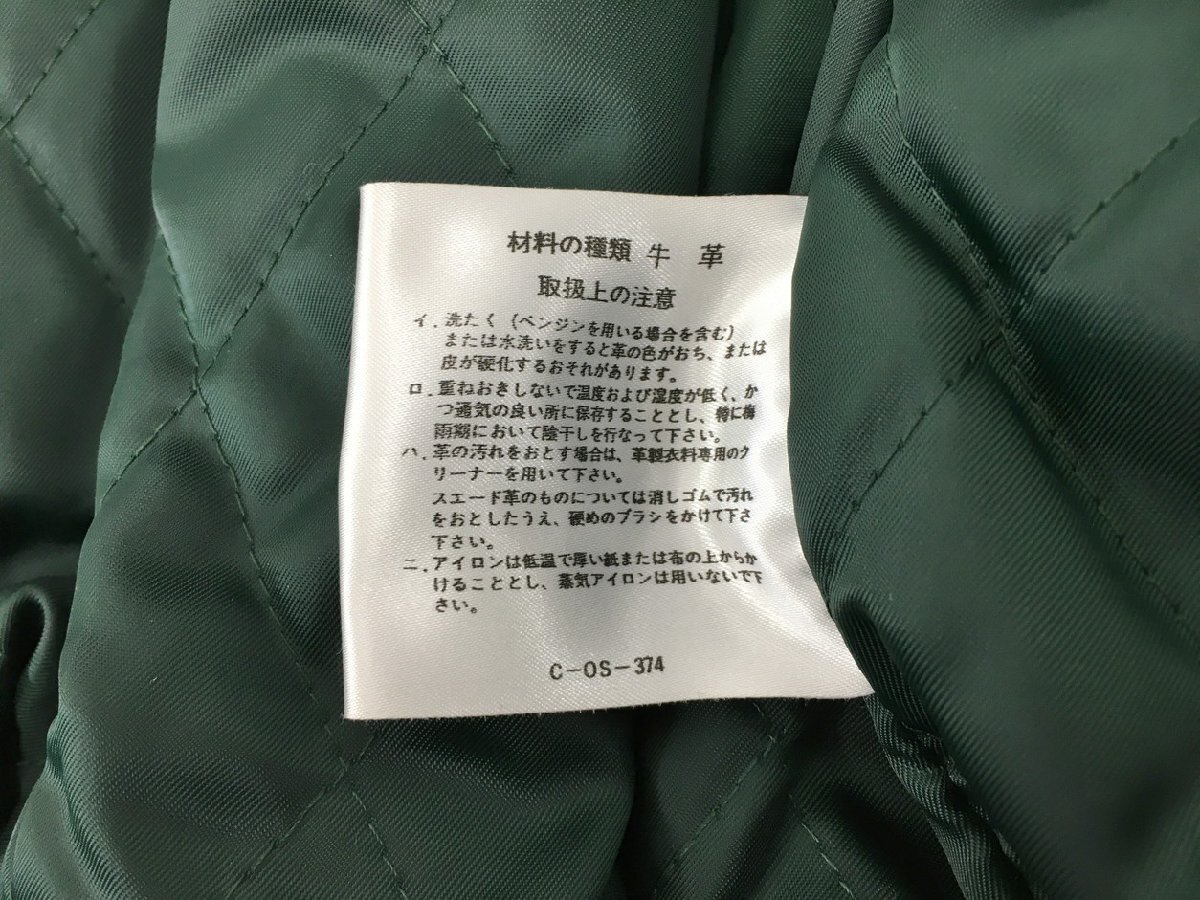 材料の種類 牛 革
取扱上の注意
イ. 洗たく (ベンジンを用いる場合を含む)
または水洗いをすると革の色がおち、または
皮が硬化するおそれがあります。
ロ. 重ねおきしないで温度および湿度が低く、か
つ通気の良い所に保存することとし、特に梅
雨期において陰干しを行なって下さい。
ハ. 革の汚れをおとす場合は、革製衣料専用のク
リーナーを用いて下さい。
スエード革のものについては消しゴムで汚れ
をおとしたうえ、硬めのブラシをかけて下さ
下さい。
ニ. アイロンは低温で厚い紙または布の上からか
けることとし、蒸気アイロンは用いないで下
さい。
C-OS-374